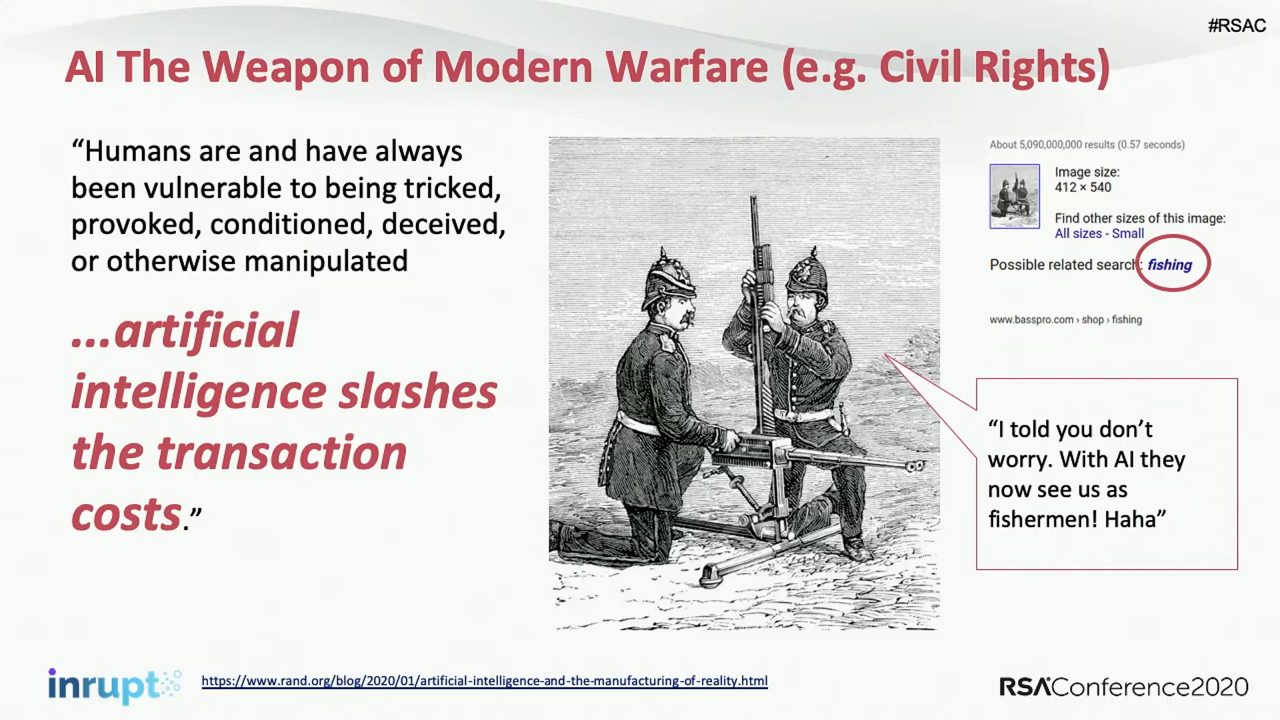 #RSAC
AI The Weapon of Modern Warfare (e.g. Civil Rights)
“Humans are and have always
been vulnerable to being tricked,
provoked, conditioned, deceived,
or otherwise manipulated
...artificial
intelligence slashes
the transaction
costs.”
About 5,090,000,000 results (0.57 seconds)
Image size:
412 × 540
Find other sizes of this image:
All sizes - Small
Possible related search: fishing
www.basspro.com › shop › fishing
“I told you don’t
worry. With AI they
now see us as
fishermen! Haha”
inrupt
https://www.rand.org/blog/2020/01/artificial-intelligence-and-the-manufacturing-of-reality.html
RSAConference2020